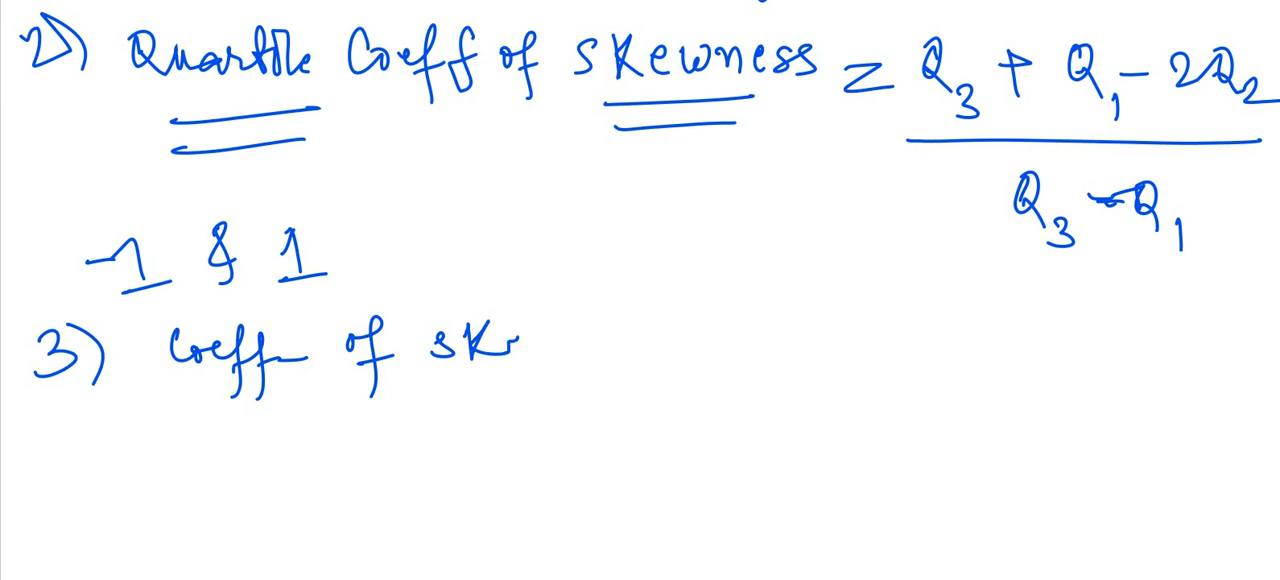 2) Quartile Coeff of skewness = Q₃ + Q₁ - 2Q₂ / Q₃ - Q₁
-1 & 1
3) Coeff of sk